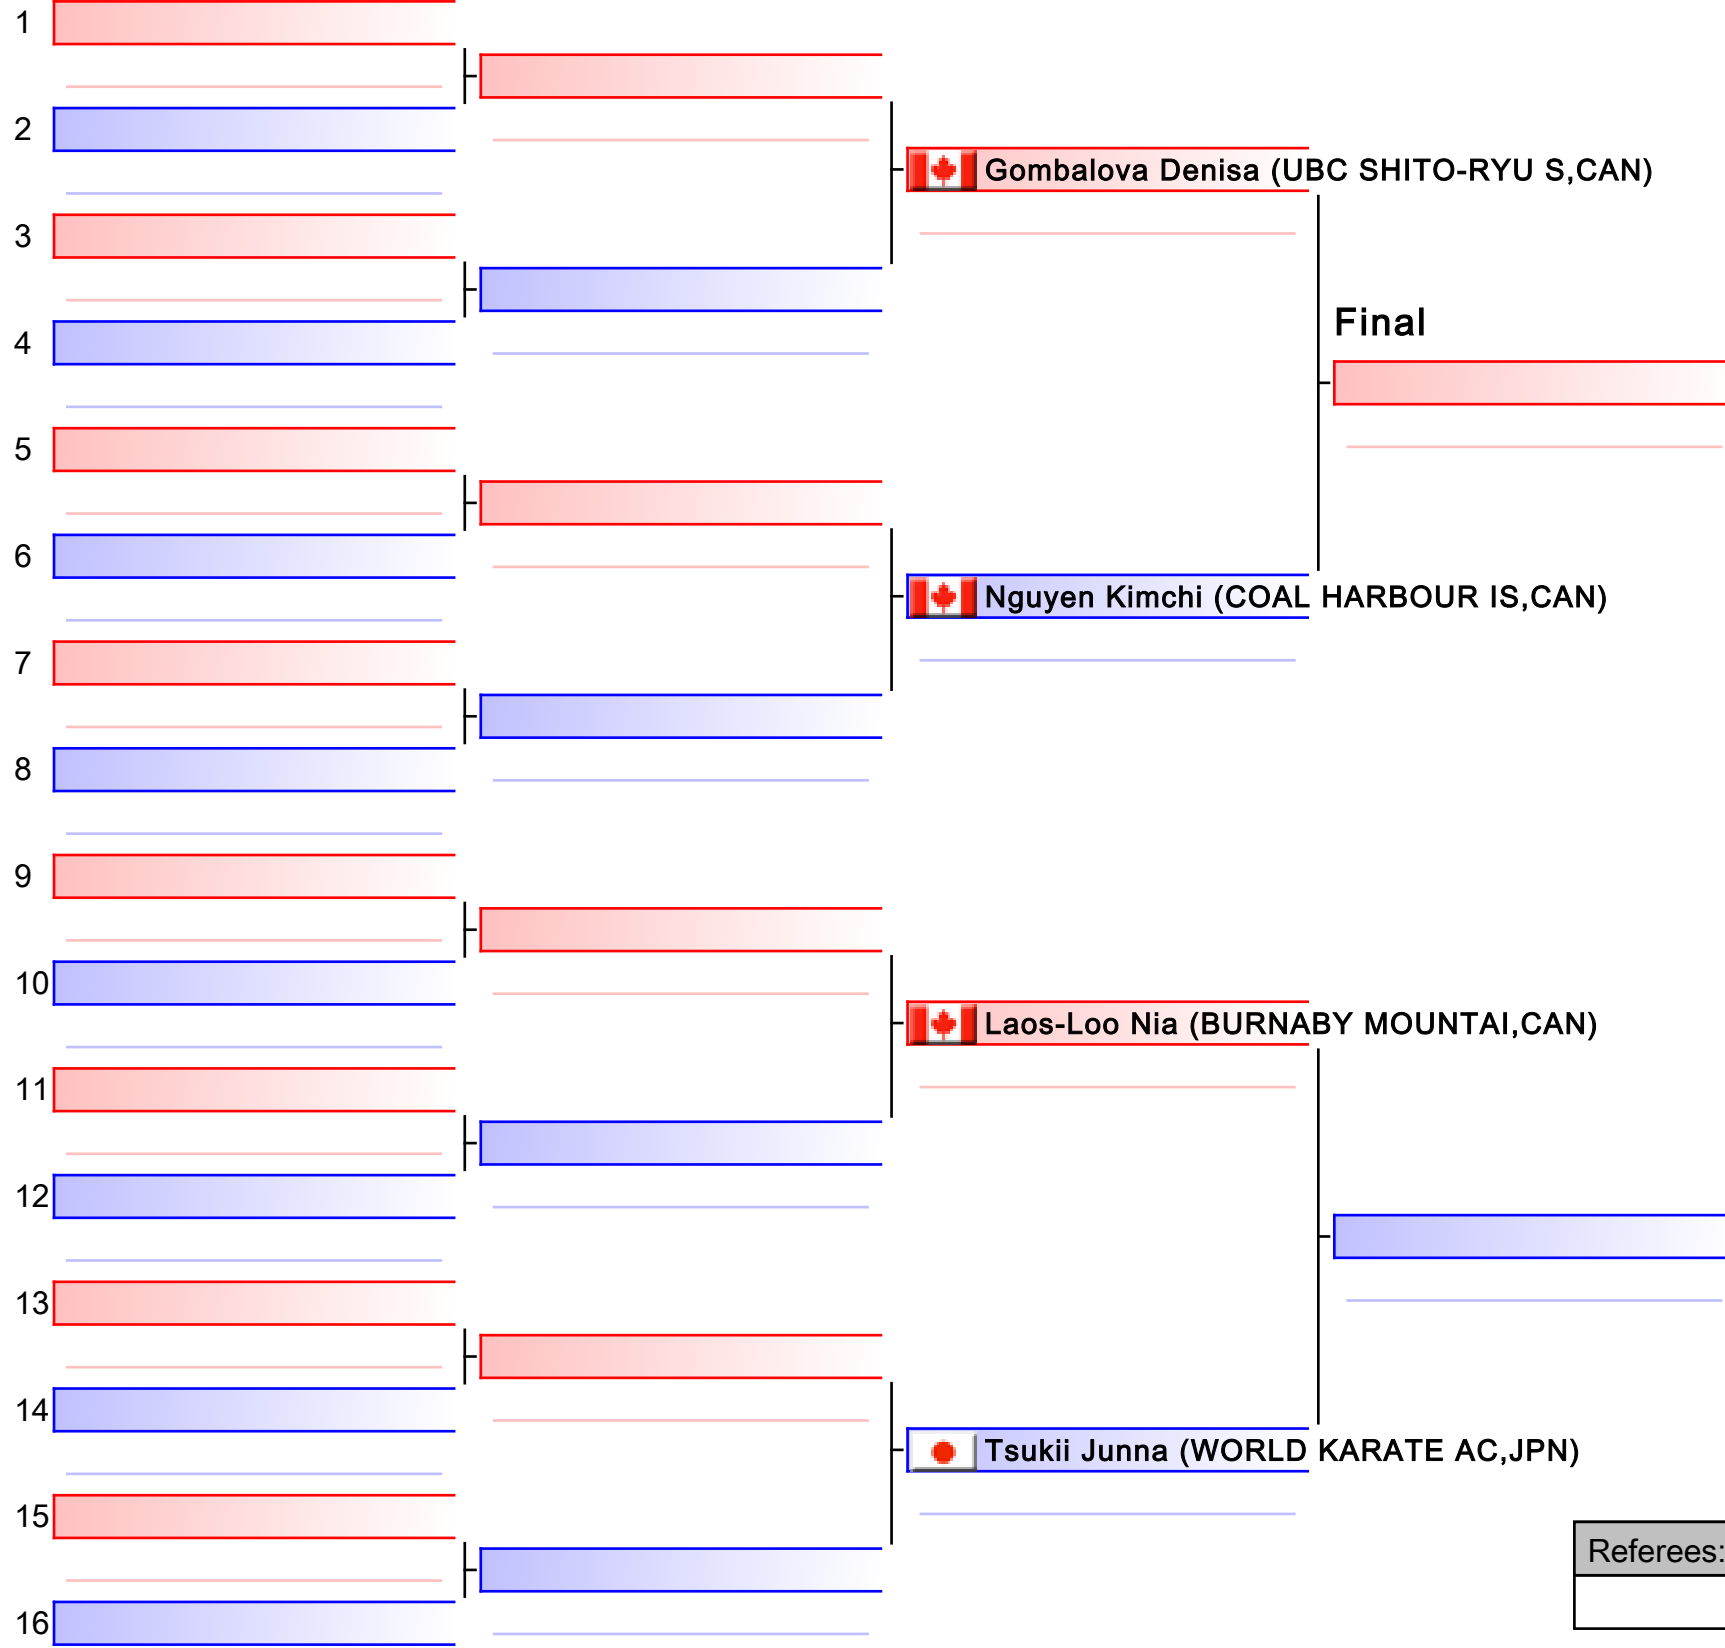 1
2
Gombalova Denisa (UBC SHITO-RYU S,CAN)
3
Final
4
5
6
Nguyen Kimchi (COAL HARBOUR IS,CAN)
7
8
9
10
Laos-Loo Nia (BURNABY MOUNTAI,CAN)
11
12
13
14
Tsukii Junna (WORLD KARATE AC,JPN)
15
Referees:
16